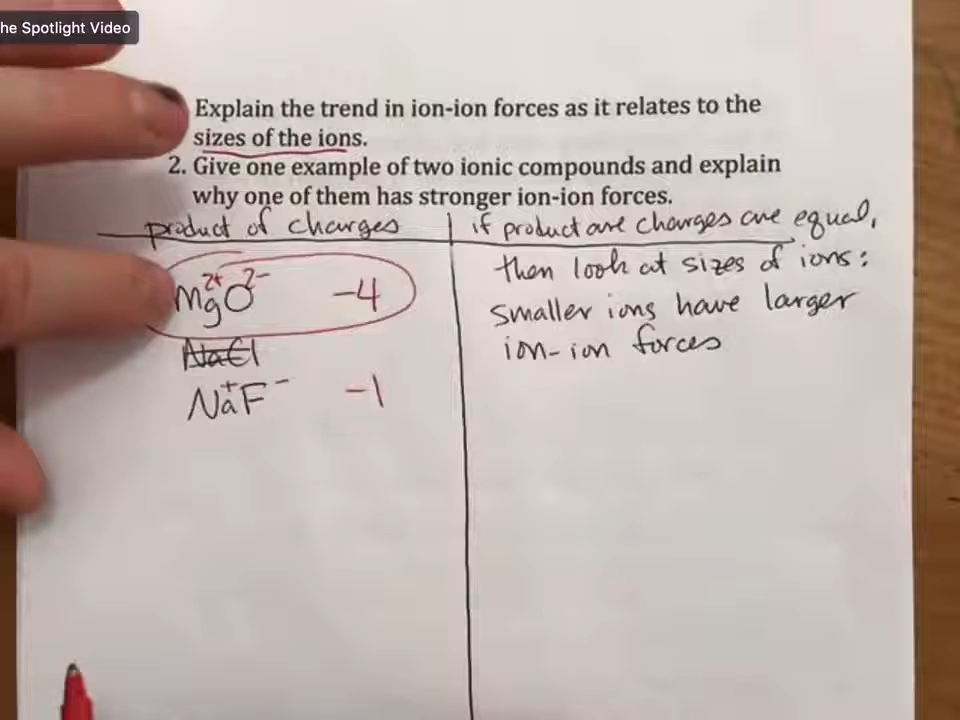 he Spotlight Video
Explain the trend in ion-ion forces as it relates to the
sizes of the ions.
2. Give one example of two ionic compounds and explain
why one of them has stronger ion-ion forces.
product of charges
Mg2+O2- -4
NaCl
Na+F- -1
if product are charges are equal,
then look at sizes of ions:
smaller ions have larger
ion-ion forces